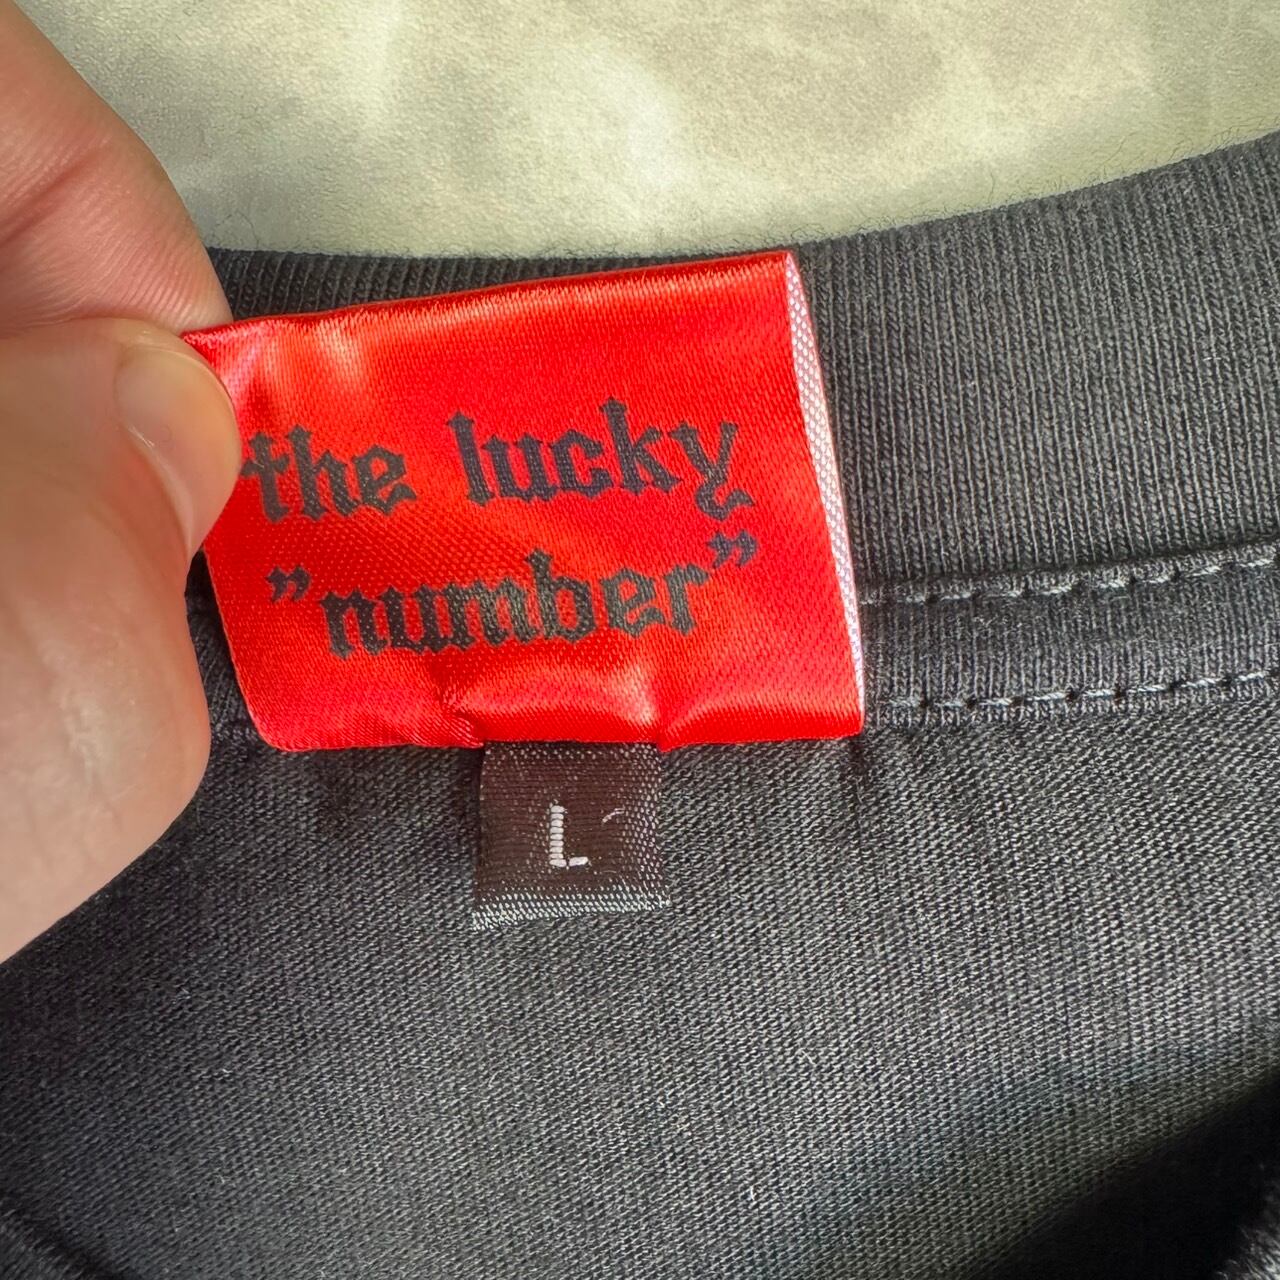 the lucky
"number"
L